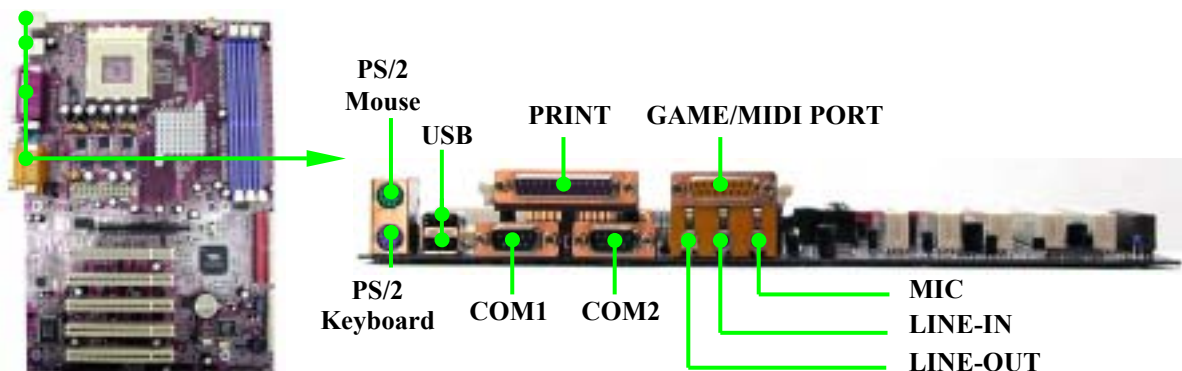 PS/2
Mouse
USB
PRINT
GAME/MIDI PORT
PS/2
Keyboard
COM1
COM2
MIC
LINE-IN
LINE-OUT